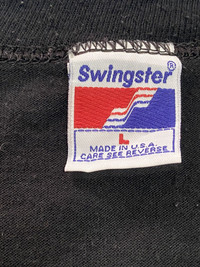 Swingster®
L
MADE IN U.S.A.
CARE SEE REVERSE